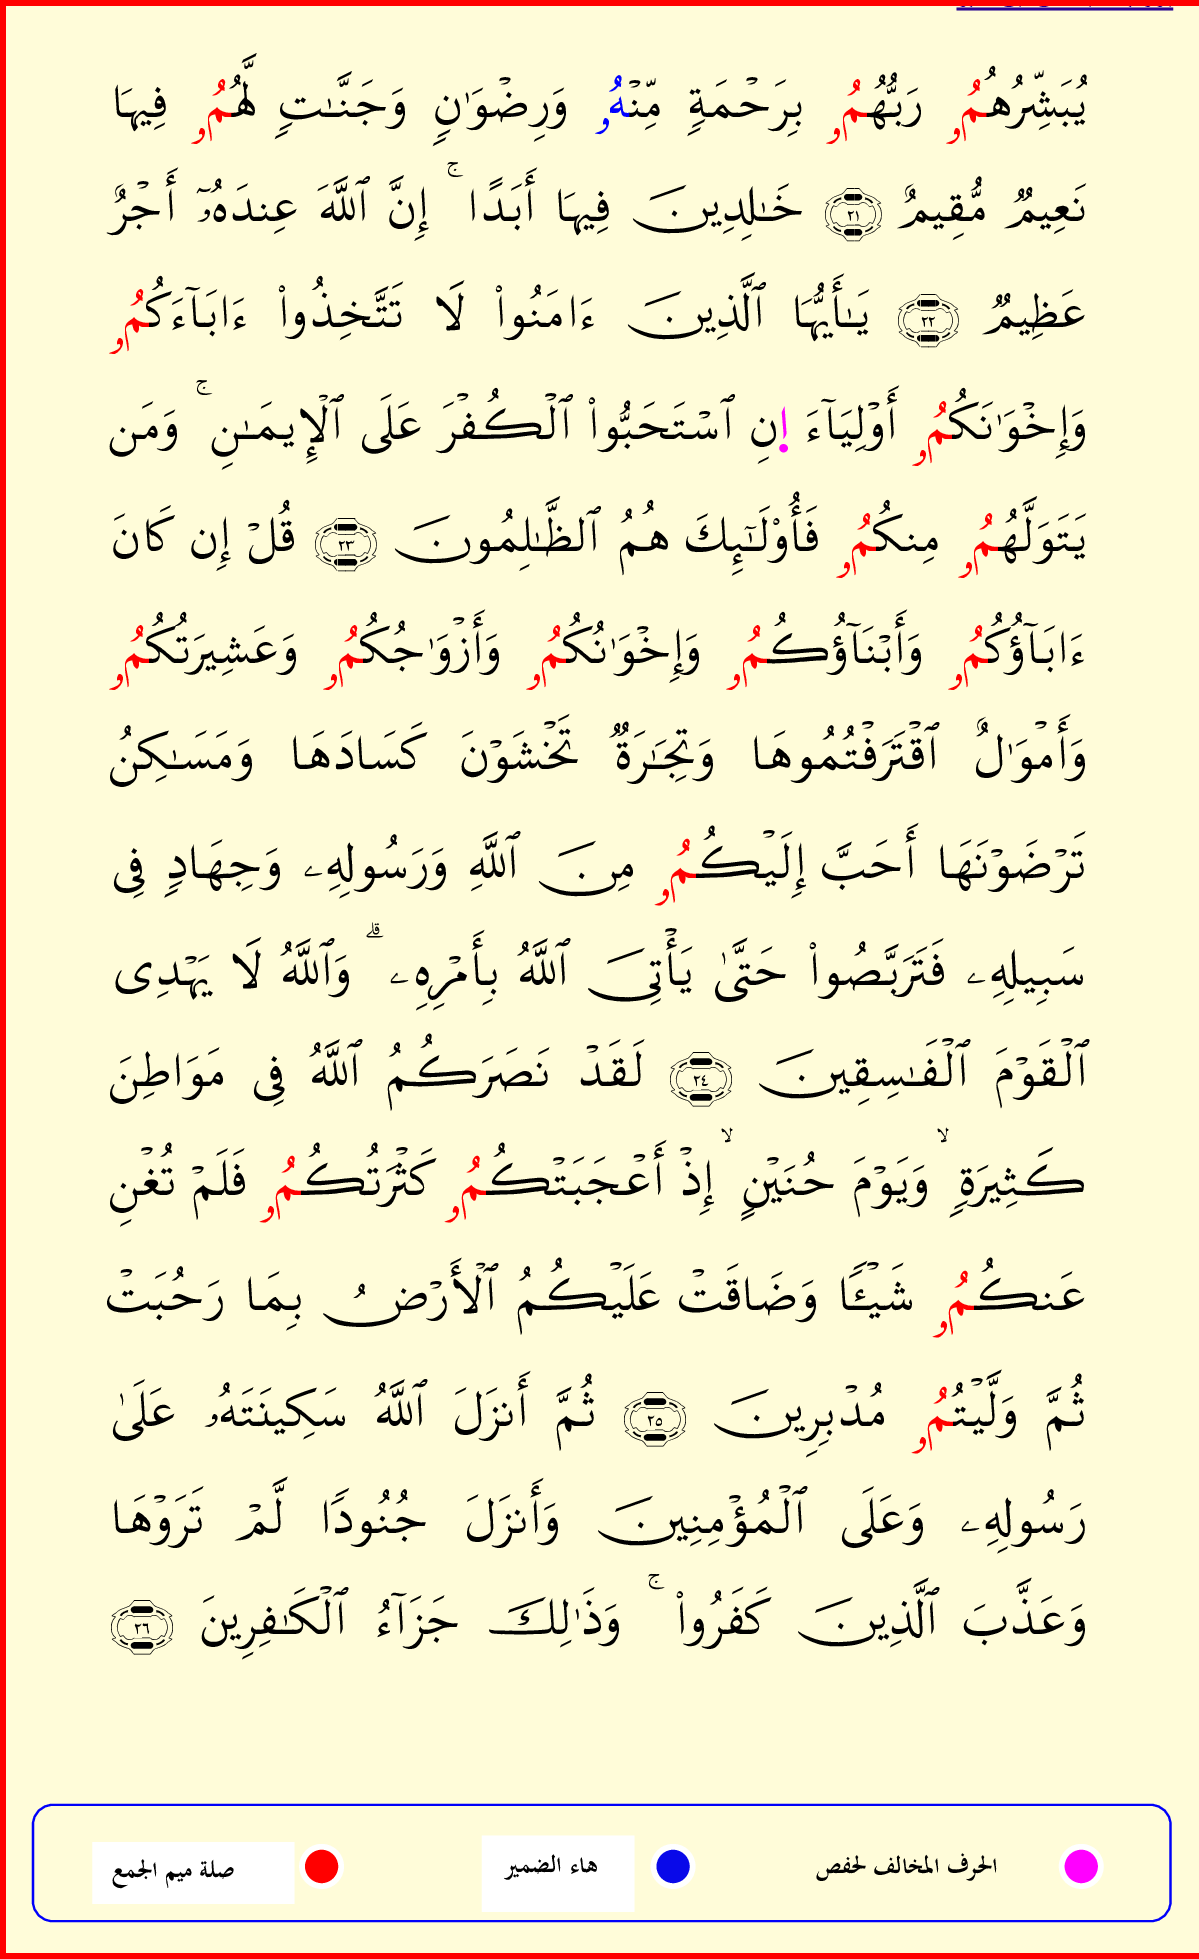 يُبَشِّرُهُمُۥ رَبُّهُمُۥ بِرَحْمَةٍ مِّنْهُۥ وَرِضْوَٰنٍ وَجَنَّـٰتٍ لَّهُمُۥ فِيهَا
نَعِيمٌ مُّقِيمٌ ٢١ خَـٰلِدِينَ فِيهَا أَبَدًا ۚ إِنَّ ٱللَّهَ عِندَهُۥٓ أَجْرٌ
عَظِيمٌ ٢٢ يَـٰٓأَيُّهَا ٱلَّذِينَ ءَامَنُوا۟ لَا تَتَّخِذُوٓا۟ ءَابَآءَكُمُۥ
وَإِخْوَٰنَكُمُۥ أَوْلِيَآءَ اِنِ ٱسْتَحَبُّوا۟ ٱلْكُفْرَ عَلَى ٱلْإِيمَـٰنِ ۚ وَمَن
يَتَوَلَّهُمُۥ مِنكُمُۥ فَأُو۟لَـٰٓئِكَ هُمُ ٱلظَّـٰلِمُونَ ٢٣ قُلْ إِن كَانَ
ءَابَآؤُكُمُۥ وَأَبْنَآؤُكُمُۥ وَإِخْوَٰنُكُمُۥ وَأَزْوَٰجُكُمُۥ وَعَشِيرَتُكُمُۥ
وَأَمْوَٰلٌ ٱقْتَرَفْتُمُوهَا وَتِجَـٰرَةٌ تَخْشَوْنَ كَسَادَهَا وَمَسَـٰكِنُ
تَرْضَوْنَهَا أَحَبَّ إِلَيْكُمُۥ مِنَ ٱللَّهِ وَرَسُولِهِۦ وَجِهَادٍ فِى
سَبِيلِهِۦ فَتَرَبَّصُوا۟ حَتَّىٰ يَأْتِىَ ٱللَّهُ بِأَمْرِهِۦ ۗ وَٱللَّهُ لَا يَهْدِى
ٱلْقَوْمَ ٱلْفَـٰسِقِينَ ٢٤ لَقَدْ نَصَرَكُمُ ٱللَّهُ فِى مَوَاطِنَ
كَثِيرَةٍ ۙ وَيَوْمَ حُنَيْنٍ ۙ إِذْ أَعْجَبَتْكُمُۥ كَثْرَتُكُمُۥ فَلَمْ تُغْنِ
عَنكُمُۥ شَيْـًٔا وَضَاقَتْ عَلَيْكُمُ ٱلْأَرْضُ بِمَا رَحُبَتْ
ثُمَّ وَلَّيْتُمُۥ مُدْبِرِينَ ٢٥ ثُمَّ أَنزَلَ ٱللَّهُ سَكِينَتَهُۥ عَلَىٰ
رَسُولِهِۦ وَعَلَى ٱلْمُؤْمِنِينَ وَأَنزَلَ جُنُودًا لَّمْ تَرَوْهَا
وَعَذَّبَ ٱلَّذِينَ كَفَرُوا۟ ۚ وَذَٰلِكَ جَزَآءُ ٱلْكَـٰفِرِينَ ٢٦
الحرف المخالف لحفص هاء الضمير صلة ميم الجمع